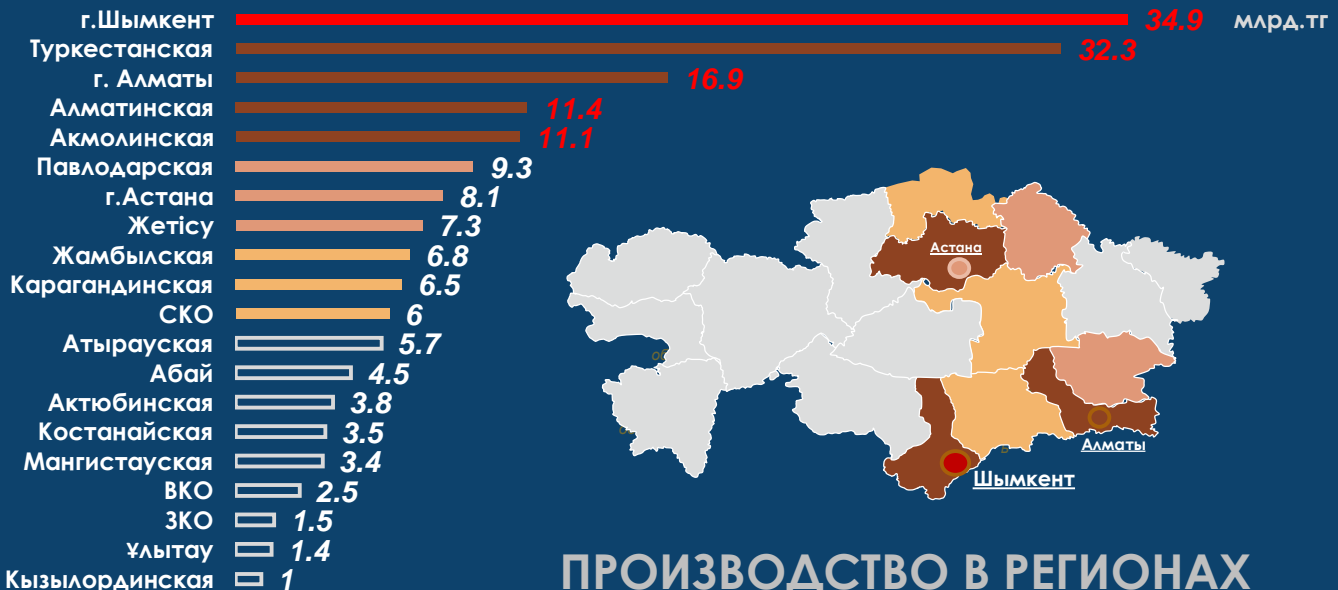 г.Шымкент 34.9 млрд.тг
Туркестанская 32.3
г. Алматы 16.9
Алматинская 11.4
Акмолинская 11.1
Павлодарская 9.3
г.Астана 8.1
Жетісу 7.3
Жамбылская 6.8
Карагандинская 6.5
СКО 6
Атырауская 5.7
Абай 4.5
Актюбинская 3.8
Костанайская 3.5
Мангистауская 3.4
ВКО 2.5
ЗКО 1.5
Ұлытау 1.4
Кызылординская 1
Астана
Алматы
Шымкент
ПРОИЗВОДСТВО В РЕГИОНАХ